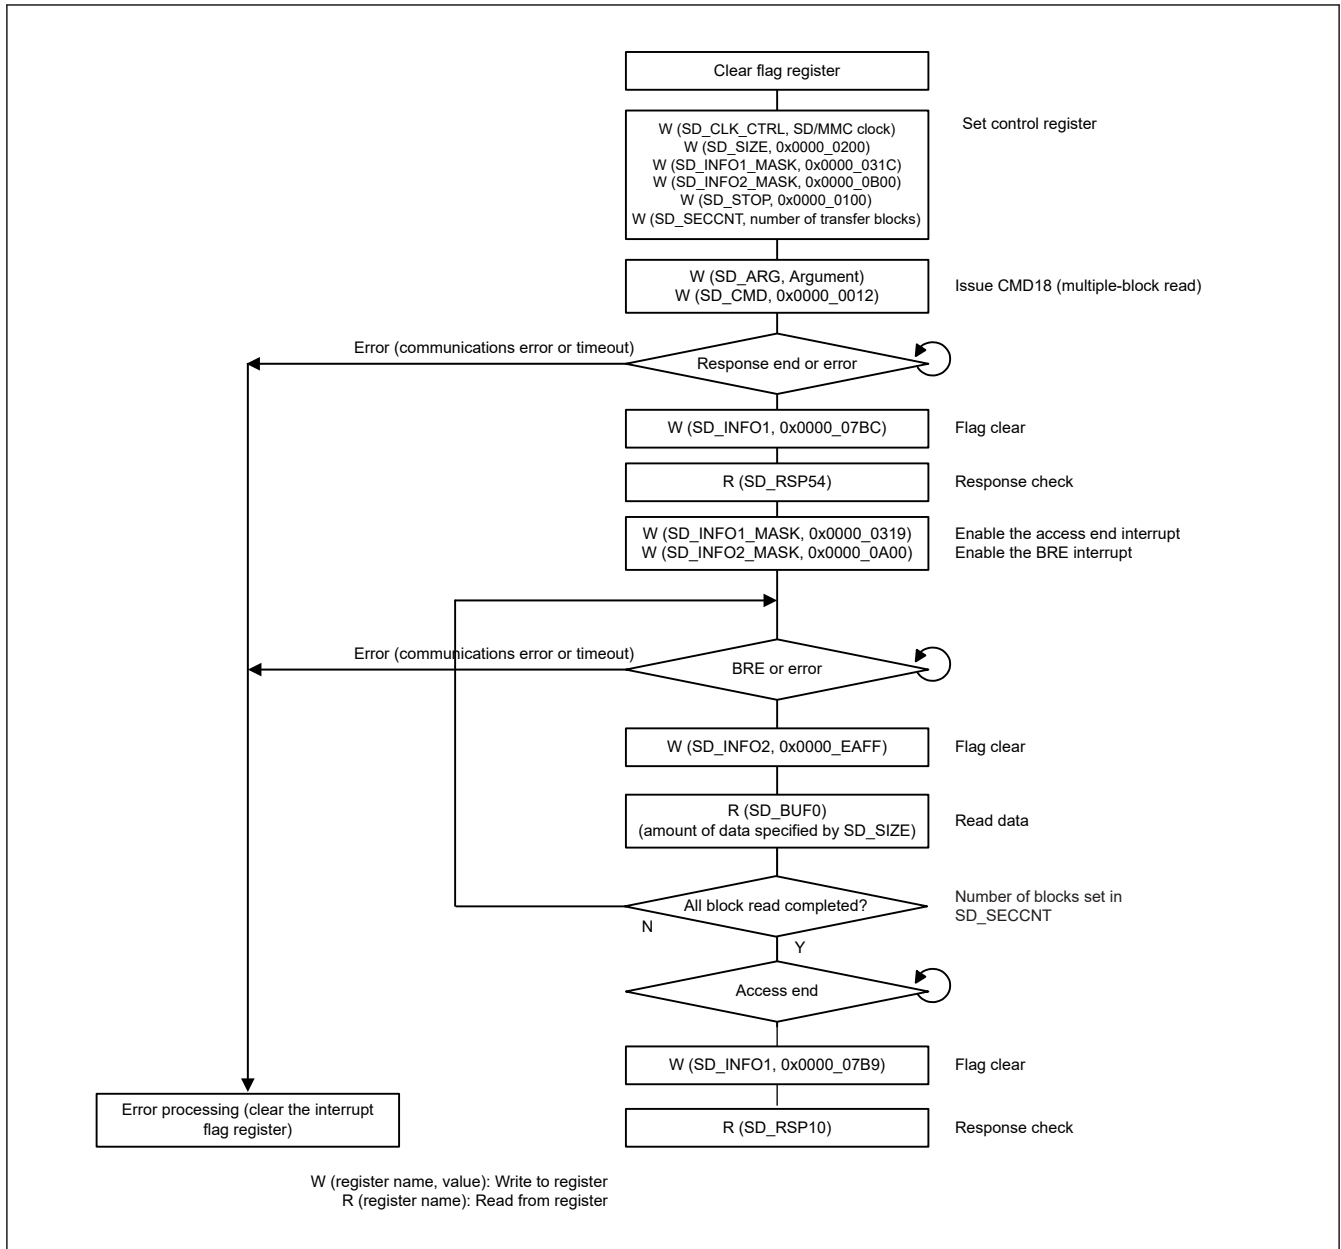 Clear flag register
W (SD_CLK_CTRL, SD/MMC clock)
W (SD_SIZE, 0x0000_0200)
W (SD_INFO1_MASK, 0x0000_031C)
W (SD_INFO2_MASK, 0x0000_0B00)
W (SD_STOP, 0x0000_0100)
W (SD_SECCNT, number of transfer blocks)
Set control register
W (SD_ARG, Argument)
W (SD_CMD, 0x0000_0012)
Issue CMD18 (multiple-block read)
Error (communications error or timeout)
Response end or error
W (SD_INFO1, 0x0000_07BC)
Flag clear
R (SD_RSP54)
Response check
W (SD_INFO1_MASK, 0x0000_0319)
W (SD_INFO2_MASK, 0x0000_0A00)
Enable the access end interrupt
Enable the BRE interrupt
Error (communications error or timeout)
BRE or error
W (SD_INFO2, 0x0000_EAFF)
Flag clear
R (SD_BUF0)
(amount of data specified by SD_SIZE)
Read data
All block read completed?
Number of blocks set in
SD_SECCNT
N
Y
Access end
W (SD_INFO1, 0x0000_07B9)
Flag clear
Error processing (clear the interrupt
flag register)
R (SD_RSP10)
Response check
W (register name, value): Write to register
R (register name): Read from register